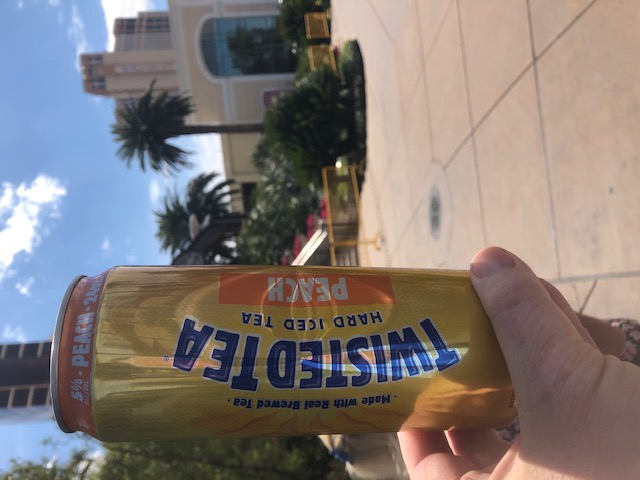 · Made with Real Brewed Tea ·
TWISTED TEA
HARD ICED TEA
PEACH
5% · PEACH